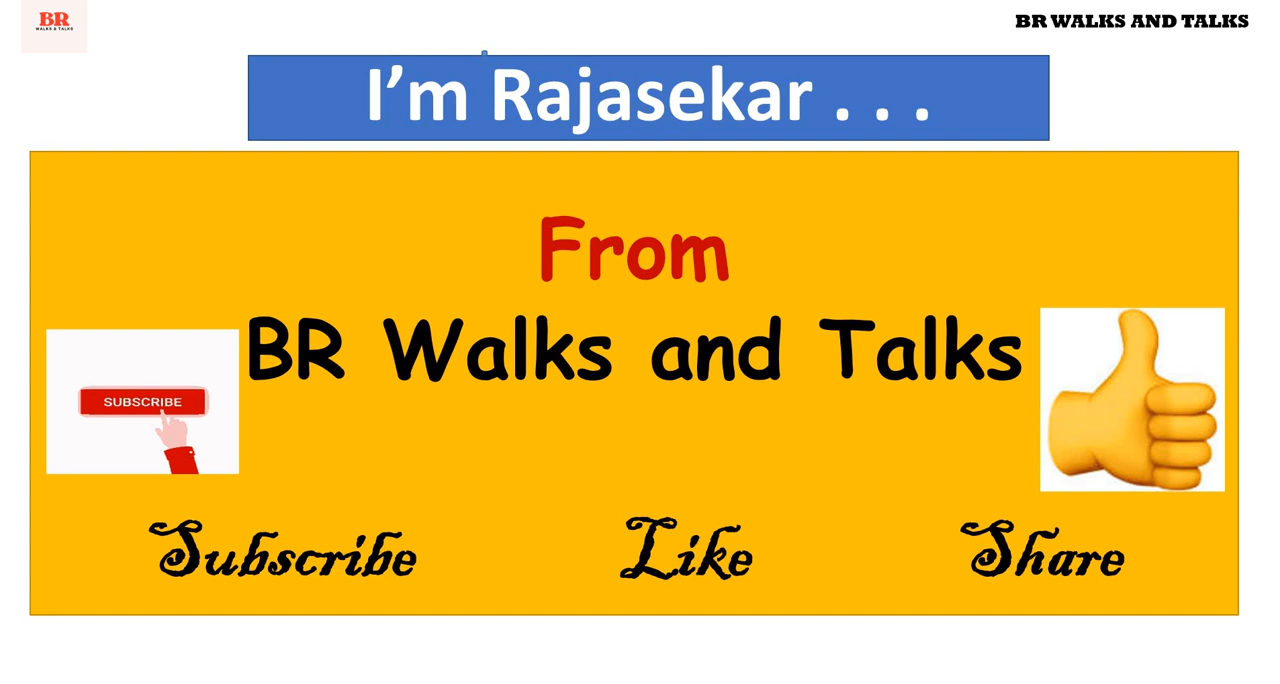 BR
WALKS & TALKS
BR WALKS AND TALKS
I’m Rajasekar . . .
From
BR Walks and Talks
SUBSCRIBE
Subscribe Like Share